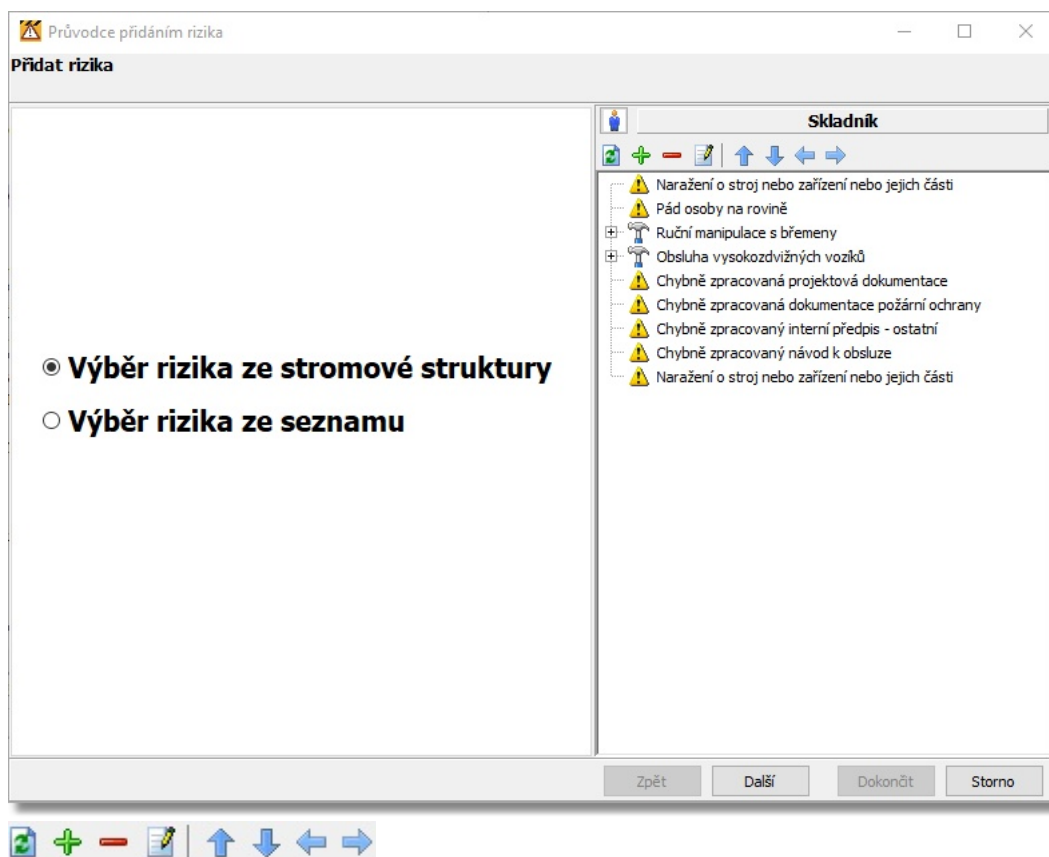 Průvodce přidáním rizika
Přidat rizika
Výběr rizika ze stromové struktury
Výběr rizika ze seznamu
Skladník
Naražení o stroj nebo zařízení nebo jejich části
Pád osoby na rovině
Ruční manipulace s břemeny
Obsluha vysokozdvižných vozíků
Chybně zpracovaná projektová dokumentace
Chybně zpracovaná dokumentace požární ochrany
Chybně zpracovaný interní předpis - ostatní
Chybně zpracovaný návod k obsluze
Naražení o stroj nebo zařízení nebo jejich části
Zpět Další Dokončit Storno